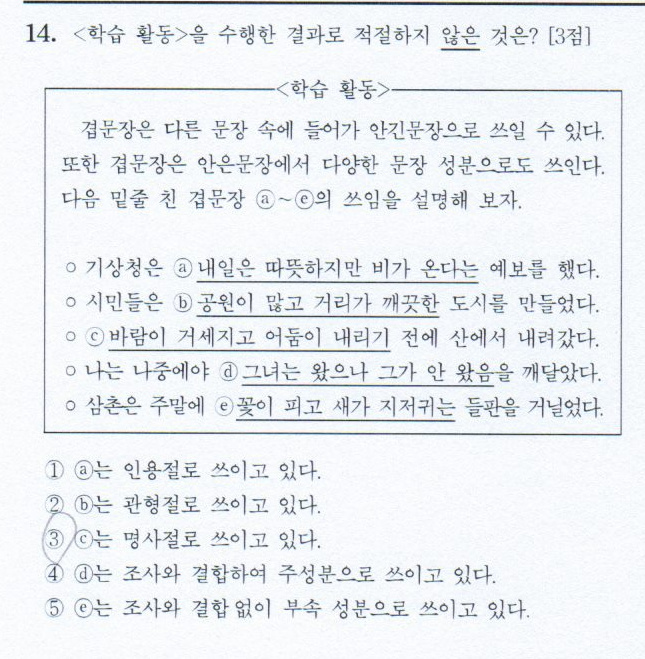 14. <학습 활동>을 수행한 결과로 적절하지 않은 것은? [3점]
<학습 활동>
겹문장은 다른 문장 속에 들어가 안긴문장으로 쓰일 수 있다.
또한 겹문장은 안은문장에서 다양한 문장 성분으로도 쓰인다.
다음 밑줄 친 겹문장 ⓐ~ⓔ의 쓰임을 설명해 보자.
○ 기상청은 ⓐ내일은 따뜻하지만 비가 온다는 예보를 했다.
○ 시민들은 ⓑ공원이 많고 거리가 깨끗한 도시를 만들었다.
○ ⓒ바람이 거세지고 어둠이 내리기 전에 산에서 내려갔다.
○ 나는 나중에야 ⓓ그녀는 왔으나 그가 안 왔음을 깨달았다.
○ 삼촌은 주말에 ⓔ꽃이 피고 새가 지저귀는 들판을 거닐었다.
① ⓐ는 인용절로 쓰이고 있다.
② ⓑ는 관형절로 쓰이고 있다.
③ ⓒ는 명사절로 쓰이고 있다.
④ ⓓ는 조사와 결합하여 주성분으로 쓰이고 있다.
⑤ ⓔ는 조사와 결합 없이 부속 성분으로 쓰이고 있다.